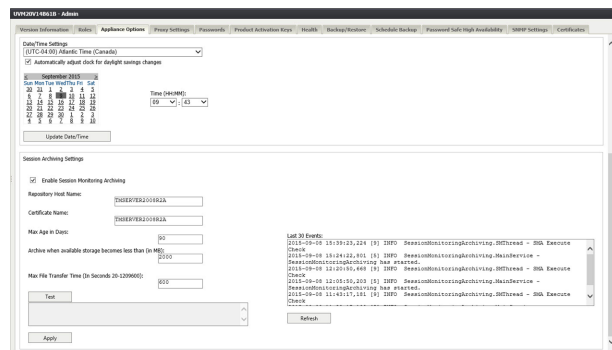 UVM20V14861B - Admin
Version Information Roles Appliance Options Proxy Settings Passwords Product Activation Keys Health Backup/Restore Schedule Backup Password Safe High Availability SNMP Settings Certificates
Date/Time Settings
(UTC-04:00) Atlantic Time (Canada)
Automatically adjust clock for daylight savings changes
< September 2015 >
Sun Mon Tue Wed Thu Fri Sat
30 31 1 2 3 4 5
6 7 8 9 10 11 12
13 14 15 16 17 18 19
20 21 22 23 24 25 26
27 28 29 30 1 2 3
4 5 6 7 8 9 10
Time (HH:MM):
09 : 43
Update Date/Time
Session Archiving Settings
Enable Session Monitoring Archiving
Repository Host Name:
TNSERVER2008R2A
Certificate Name:
TNSERVER2008R2A
Max Age in Days:
90
Archive when available storage becomes less than (in MB):
2000
Max File Transfer Time (In Seconds 20-1209600):
600
Test
Apply
Last 30 Events:
2015-09-08 15:39:23,224 [9] INFO SessionMonitoringArchiving.SMThread - SMA Execute
Check
2015-09-08 15:24:22,801 [5] INFO SessionMonitoringArchiving.MainService -
SessionMonitoringArchiving has started.
2015-09-08 12:20:50,668 [9] INFO SessionMonitoringArchiving.SMThread - SMA Execute
Check
2015-09-08 12:05:50,203 [5] INFO SessionMonitoringArchiving.MainService -
SessionMonitoringArchiving has started.
2015-09-08 11:43:17,181 [9] INFO SessionMonitoringArchiving.SMThread - SMA Execute
Check
Refresh